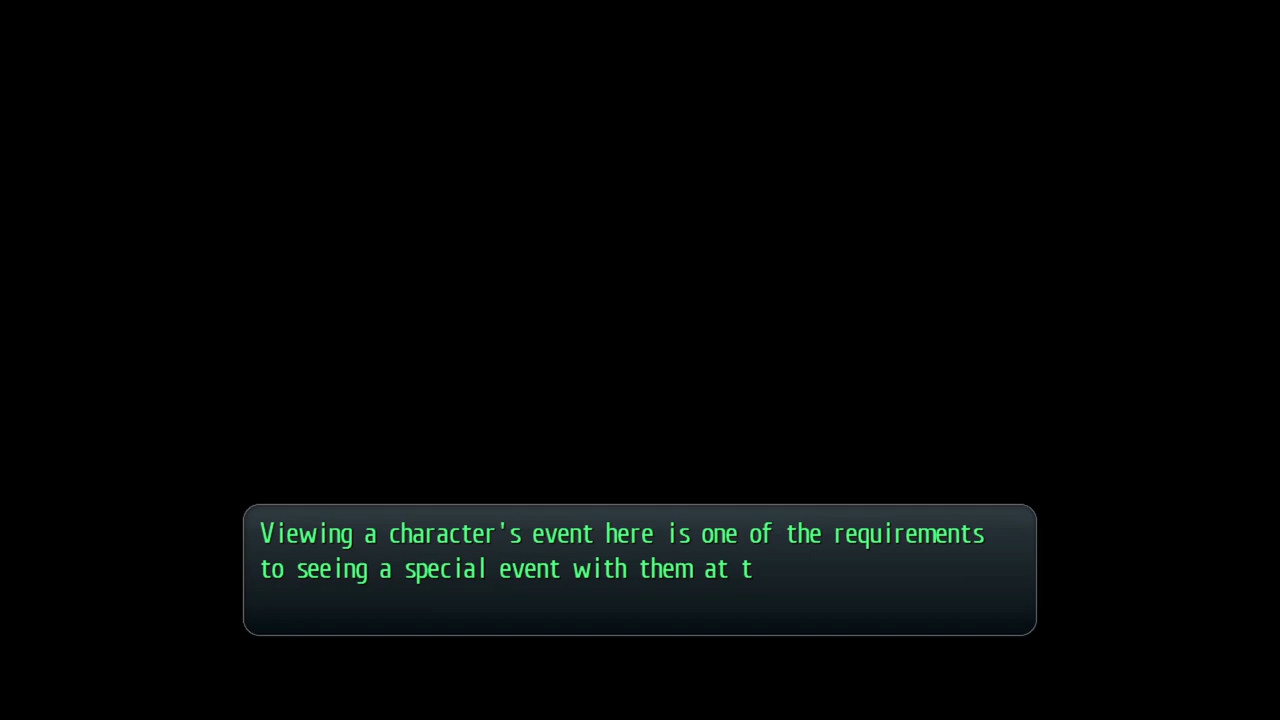 Viewing a character's event here is one of the requirements
to seeing a special event with them at t